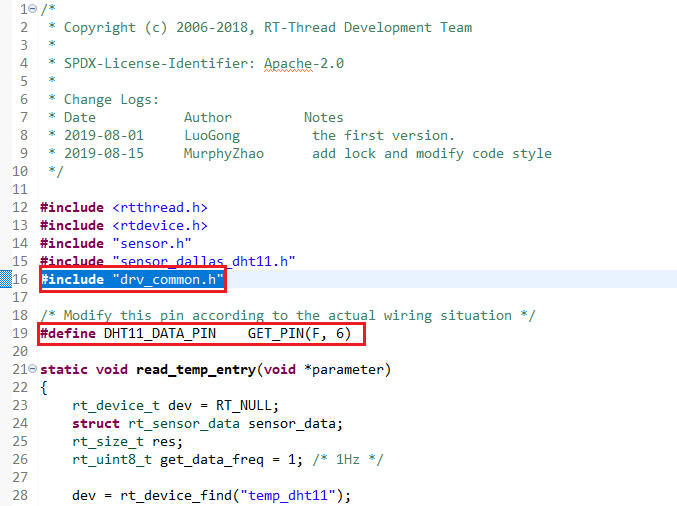 1 /*
2  * Copyright (c) 2006-2018, RT-Thread Development Team
3  *
4  * SPDX-License-Identifier: Apache-2.0
5  *
6  * Change Logs:
7  * Date           Author         Notes
8  * 2019-08-01     LuoGong         the first version.
9  * 2019-08-15     MurphyZhao      add lock and modify code style
10  */
11
12 #include <rtthread.h>
13 #include <rtdevice.h>
14 #include "sensor.h"
15 #include "sensor_dallas_dht11.h"
16 #include "drv_common.h"
17
18 /* Modify this pin according to the actual wiring situation */
19 #define DHT11_DATA_PIN    GET_PIN(F, 6)
20
21 static void read_temp_entry(void *parameter)
22 {
23     rt_device_t dev = RT_NULL;
24     struct rt_sensor_data sensor_data;
25     rt_size_t res;
26     rt_uint8_t get_data_freq = 1; /* 1Hz */
27
28     dev = rt_device_find("temp_dht11");